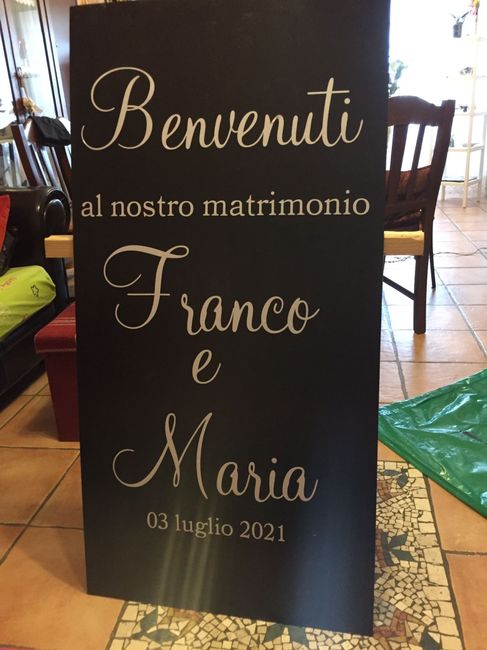 Benvenuti
al nostro matrimonio
Franco
e
Maria
03 luglio 2021